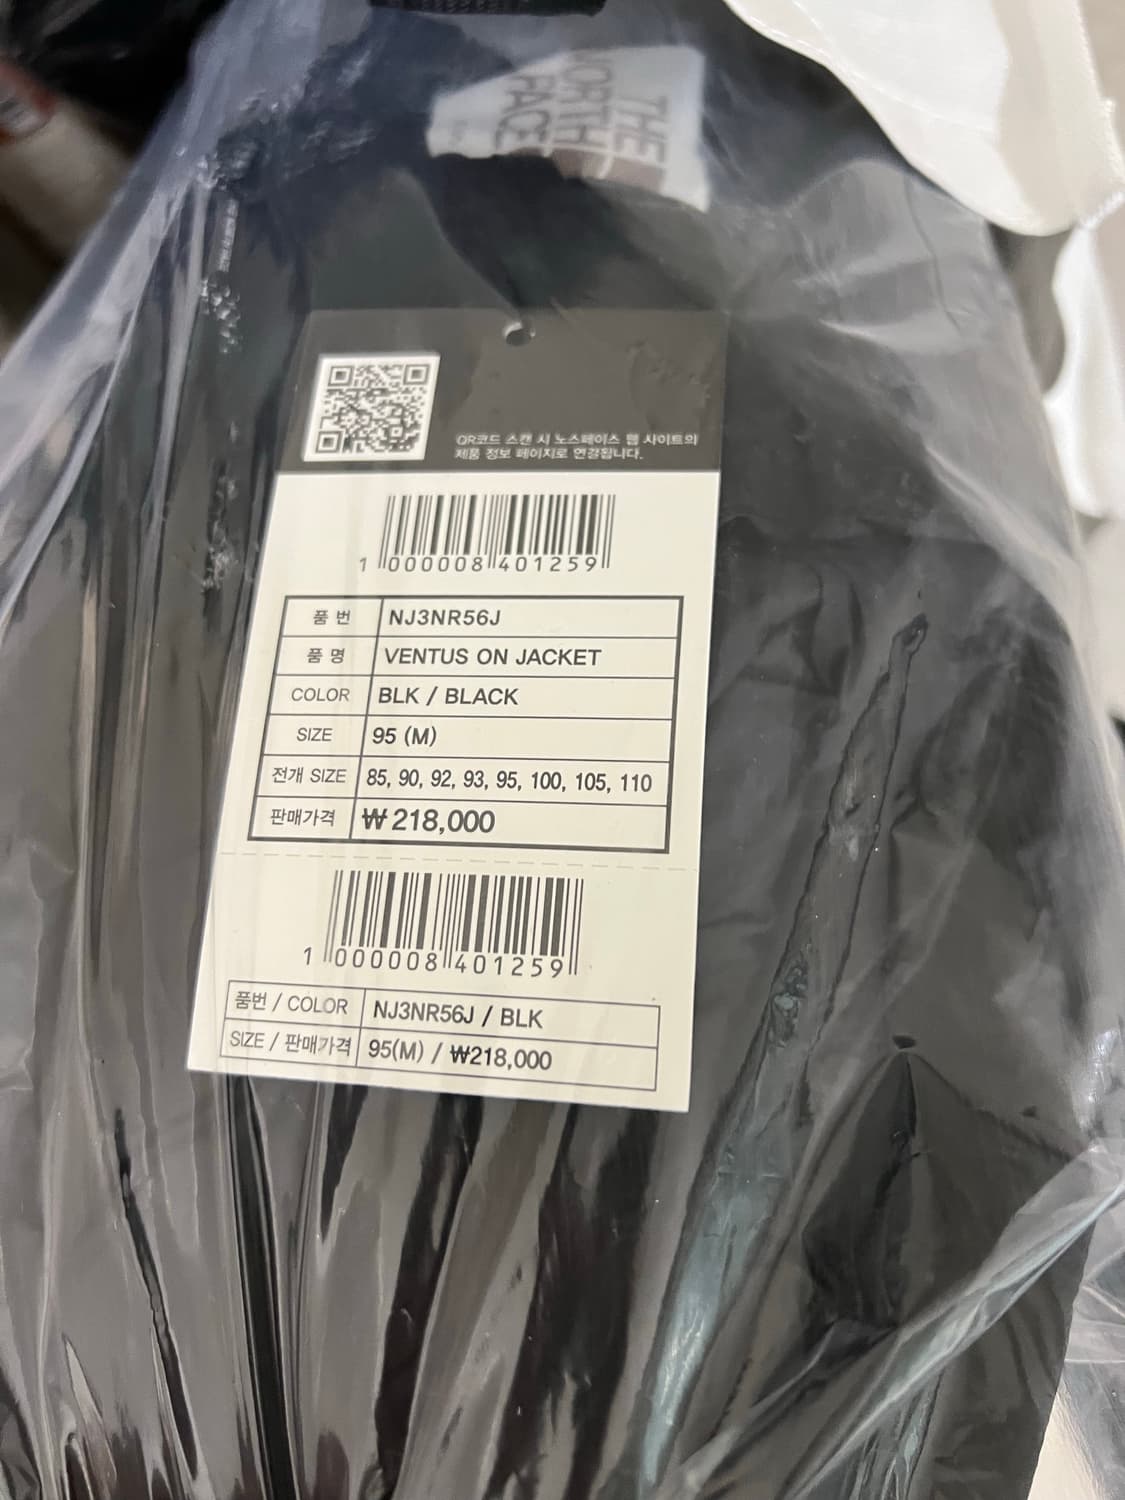 THE
NORTH
FACE
QR코드 스캔 시 노스페이스 웹 사이트의
제품 정보 페이지로 연결됩니다.
1 000008 401259
품 번 NJ3NR56J
품 명 VENTUS ON JACKET
COLOR BLK / BLACK
SIZE 95 (M)
전개 SIZE 85, 90, 92, 93, 95, 100, 105, 110
판매가격 ₩218,000
1 000008 401259
품번 / COLOR NJ3NR56J / BLK
SIZE / 판매가격 95(M) / ₩218,000